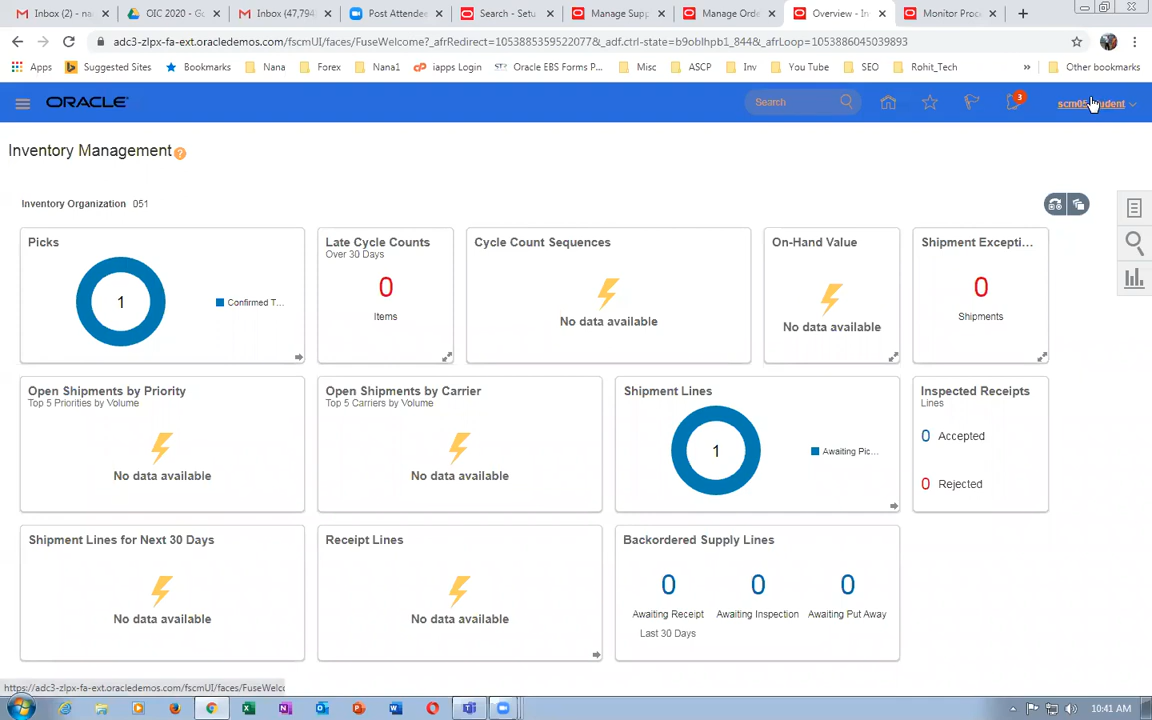 Inbox (2) - na
OIC 2020 - Go
Inbox (47,794
Post Attendee
Search - Setu
Manage Supp
Manage Orde
Overview - In
Monitor Proc
adc3-zlpx-fa-ext.oracledemos.com/fscmUI/faces/FuseWelcome?_afrRedirect=10538853595522077&_adf.ctrl-state=b9oblhpb1_844&_afrLoop=1053886045039893
Apps
Suggested Sites
Bookmarks
Nana
Forex
Nana1
iapps Login
Oracle EBS Forms P...
Misc
ASCP
Inv
You Tube
SEO
Rohit_Tech
»
Other bookmarks
ORACLE
Search
3
Inventory Management
Inventory Organization 051
Picks
1
Confirmed T...
Late Cycle Counts
Over 30 Days
0
Items
Cycle Count Sequences
No data available
On-Hand Value
No data available
Shipment Excepti...
0
Shipments
Open Shipments by Priority
Top 5 Priorities by Volume
No data available
Open Shipments by Carrier
Top 5 Carriers by Volume
No data available
Shipment Lines
1
Awaiting Pic...
Inspected Receipts
Lines
0 Accepted
0 Rejected
Shipment Lines for Next 30 Days
No data available
Receipt Lines
No data available
Backordered Supply Lines
0 0 0
Awaiting Receipt Awaiting Inspection Awaiting Put Away
Last 30 Days
https://adc3-zlpx-fa-ext.oracledemos.com/fscmUI/faces/FuseWelc
10:41 AM